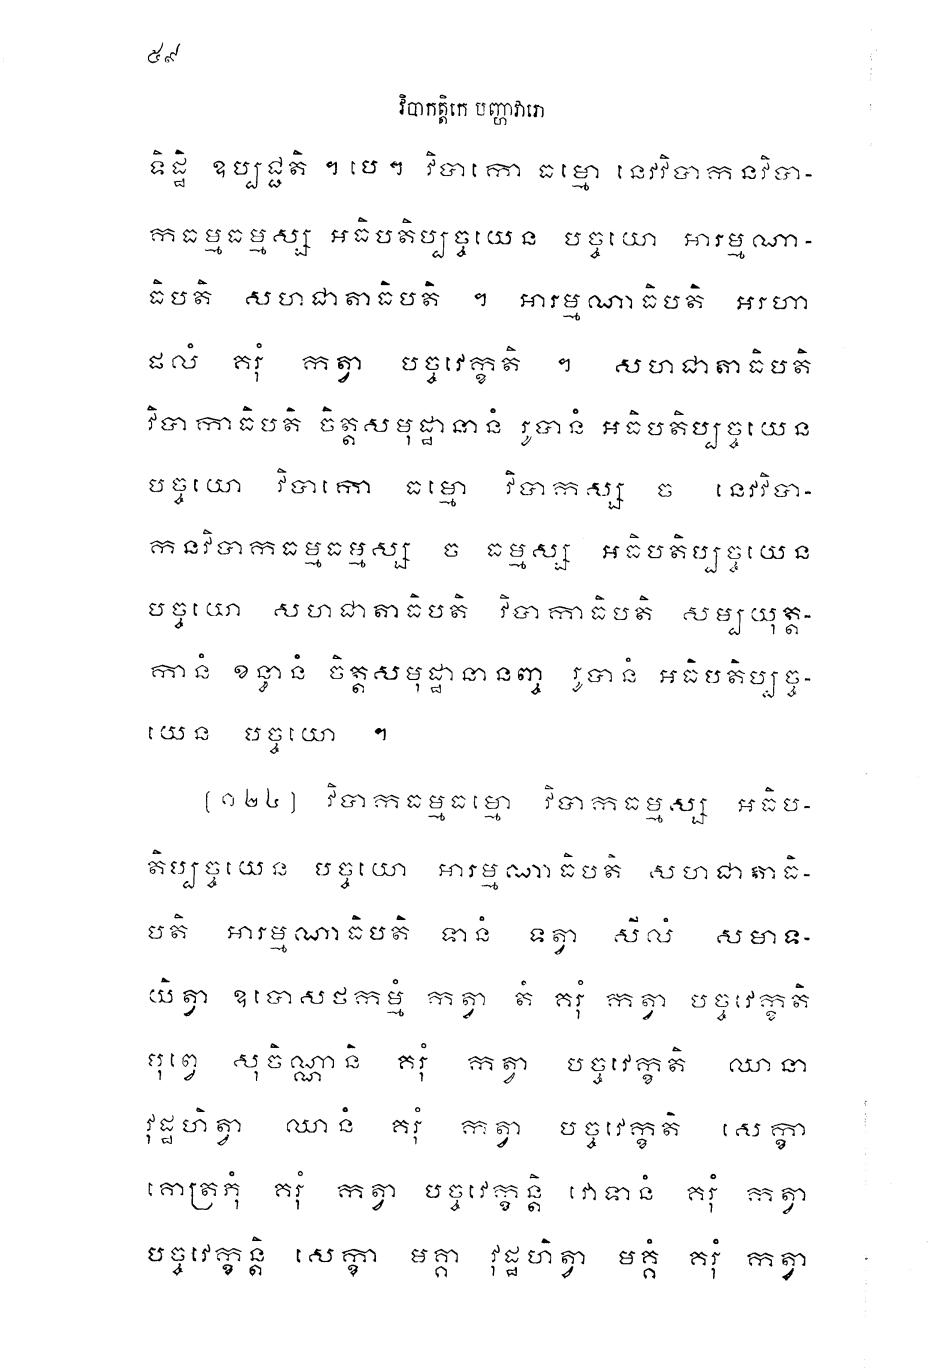 ៥៩
វិបាកត្តិកេ បញ្ហាវារោ
ទិដ្ឋិ ឧប្បជ្ជតិ ។ បេ។ វិបាកោ ធម្មោ នេវវិបាកនវិបា-
កធម្មធម្មស្ស អធិបតិប្បច្ចយេន បច្ចយោ អារម្មណា-
ធិបតិ សហជាតាធិបតិ ។ អារម្មណាធិបតិ អរហា
ផលំ គរុំ កត្វា បច្ចវេក្ខតិ ។ សហជាតាធិបតិ
វិបាកាធិបតិ ចិត្តសមុដ្ឋានានំ រូបានំ អធិបតិប្បច្ចយេន
បច្ចយោ វិបាកោ ធម្មោ វិបាកស្ស ច នេវវិបា-
កនវិបាកធម្មធម្មស្ស ច ធម្មស្ស អធិបតិប្បច្ចយេន
បច្ចយោ សហជាតាធិបតិ វិបាកាធិបតិ សម្បយុត្ត-
កានំ ខន្ធានំ ចិត្តសមុដ្ឋានានញ្ច រូបានំ អធិបតិប្បច្ច-
យេន បច្ចយោ ។
(១២៤) វិបាកធម្មធម្មោ វិបាកធម្មស្ស អធិប-
តិប្បច្ចយេន បច្ចយោ អារម្មណាធិបតិ សហជាតាធិ-
បតិ អារម្មណាធិបតិ ទានំ ទត្វា សីលំ សមាទ-
យិត្វា ឧបោសថកម្មំ កត្វា តំ គរុំ កត្វា បច្ចវេក្ខតិ
បុព្វេ សុចិណ្ណានិ គរុំ កត្វា បច្ចវេក្ខតិ ឈានា
វុដ្ឋហិត្វា ឈានំ គរុំ កត្វា បច្ចវេក្ខតិ សេក្ខា
គោត្រភុំ គរុំ កត្វា បច្ចវេក្ខន្តិ វោទានំ គរុំ កត្វា
បច្ចវេក្ខន្តិ សេក្ខា មគ្គា វុដ្ឋហិត្វា មគ្គំ គរុំ កត្វា